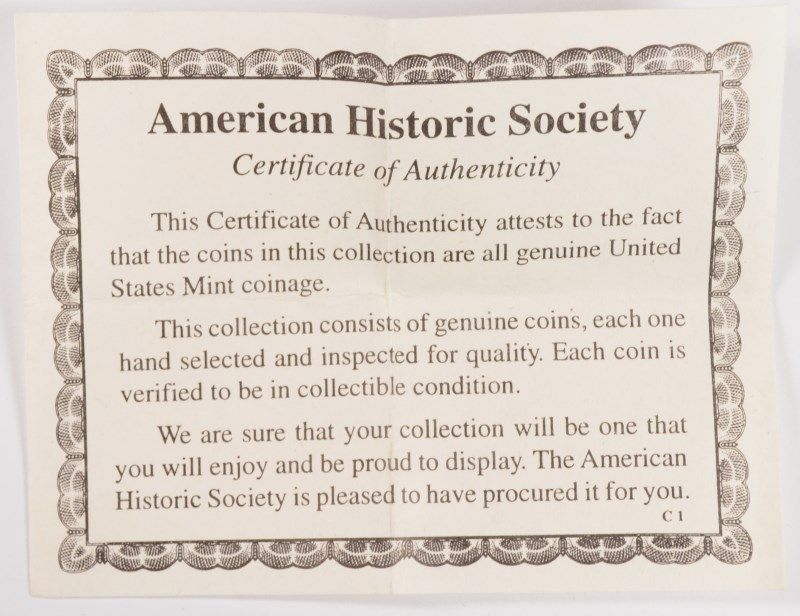 American Historic Society
Certificate of Authenticity
This Certificate of Authenticity attests to the fact
that the coins in this collection are all genuine United
States Mint coinage.
This collection consists of genuine coins, each one
hand selected and inspected for quality. Each coin is
verified to be in collectible condition.
We are sure that your collection will be one that
you will enjoy and be proud to display. The American
Historic Society is pleased to have procured it for you.
C 1